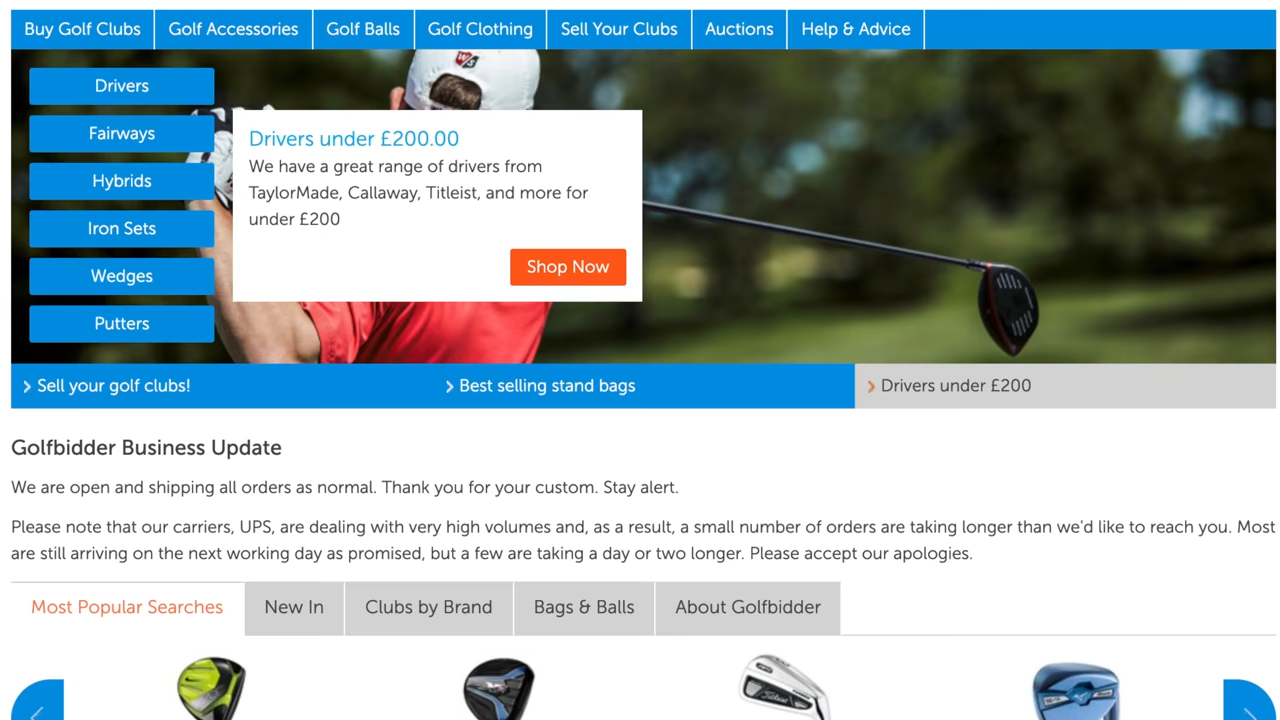 Buy Golf Clubs
Golf Accessories
Golf Balls
Golf Clothing
Sell Your Clubs
Auctions
Help & Advice
Drivers
Fairways
Hybrids
Iron Sets
Wedges
Putters
Drivers under £200.00
We have a great range of drivers from
TaylorMade, Callaway, Titleist, and more for
under £200
Shop Now
Sell your golf clubs!
Best selling stand bags
Drivers under £200
Golfbidder Business Update
We are open and shipping all orders as normal. Thank you for your custom. Stay alert.
Please note that our carriers, UPS, are dealing with very high volumes and, as a result, a small number of orders are taking longer than we'd like to reach you. Most
are still arriving on the next working day as promised, but a few are taking a day or two longer. Please accept our apologies.
Most Popular Searches
New In
Clubs by Brand
Bags & Balls
About Golfbidder